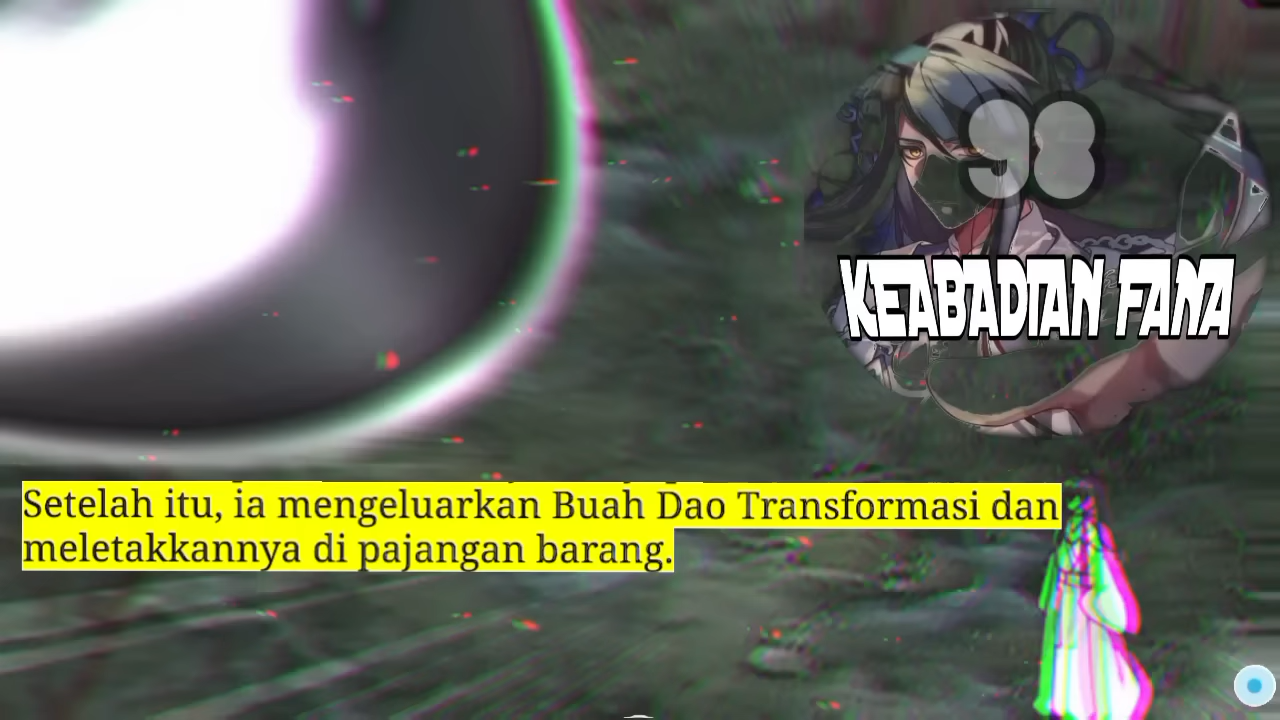 98
KEABADIAN FANA
Setelah itu, ia mengeluarkan Buah Dao Transformasi dan
meletakkannya di pajangan barang.